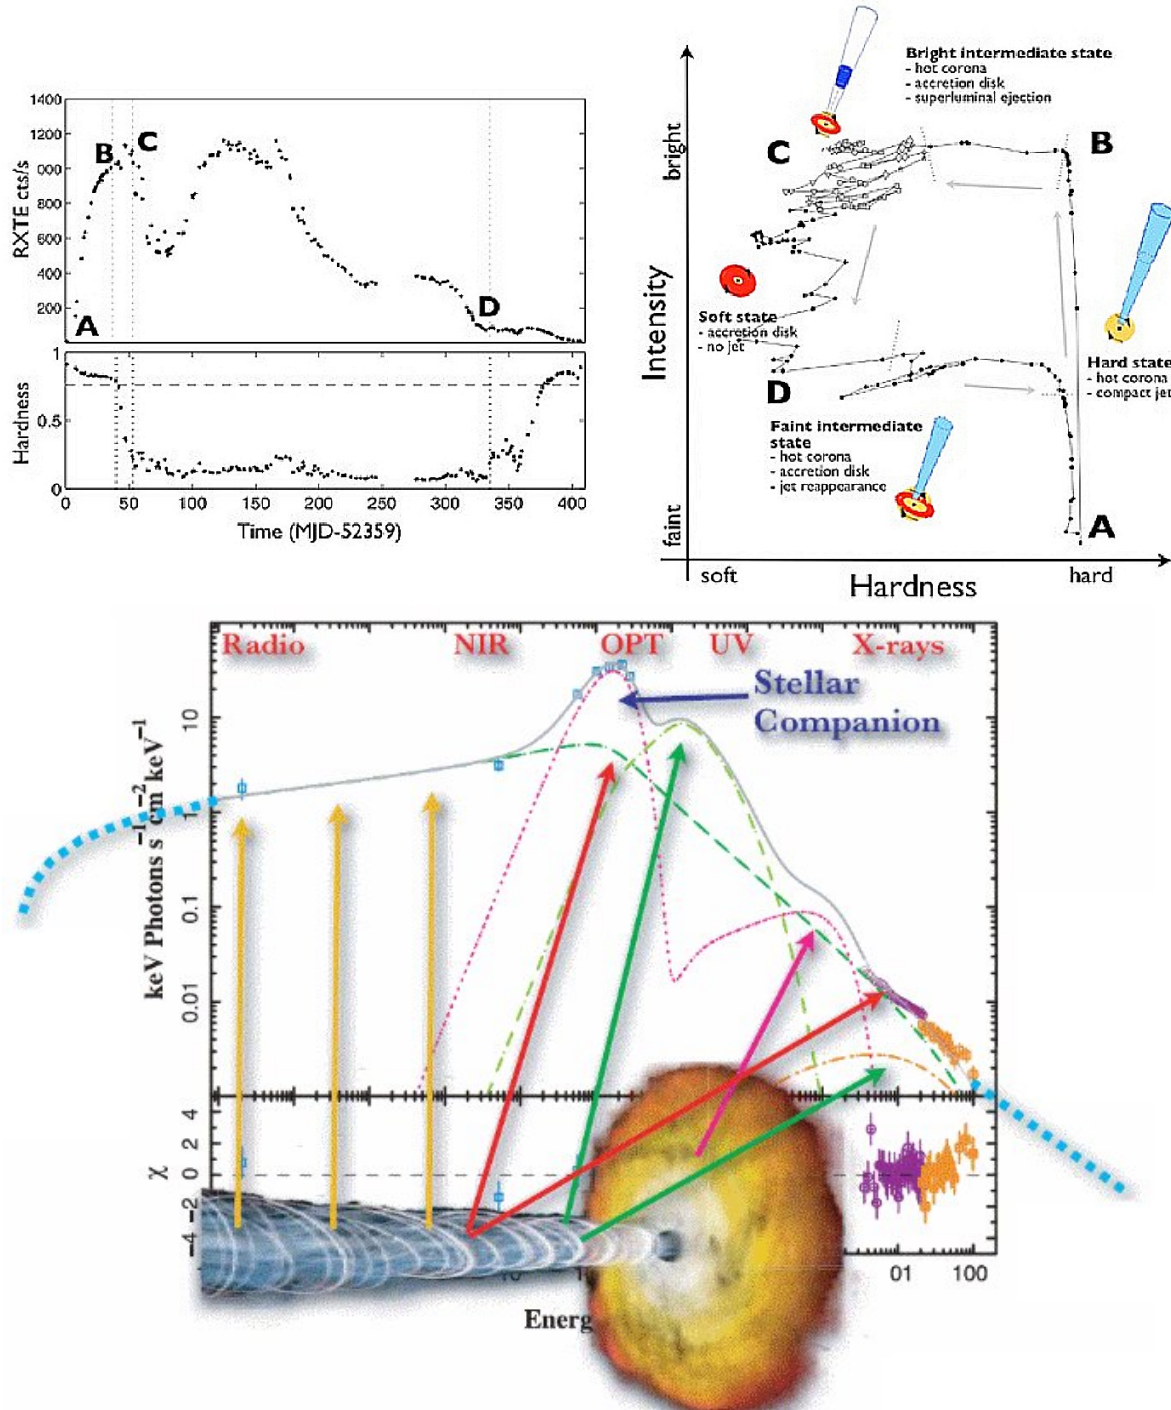 1400
1200
000
800
600
400
200
RXTE cts/s
A
B
C
D
1
0.5
0
Hardness
0 50 100 150 200 250 300 350 400
Time (MJD-52359)
Bright intermediate state
- hot corona
- accretion disk
- superluminal ejection
bright
Intensity
faint
C
B
Soft state
- accretion disk
- no jet
Hard state
- hot corona
- compact jet
D
Faint intermediate
state
- hot corona
- accretion disk
- jet reappearance
A
soft
hard
Hardness
Radio NIR OPT UV X-rays
Stellar
Companion
keV Photons s⁻¹ cm⁻² keV⁻¹
10
1
0.1
0.01
χ
4
2
0
−2
−4
01 100
Energ